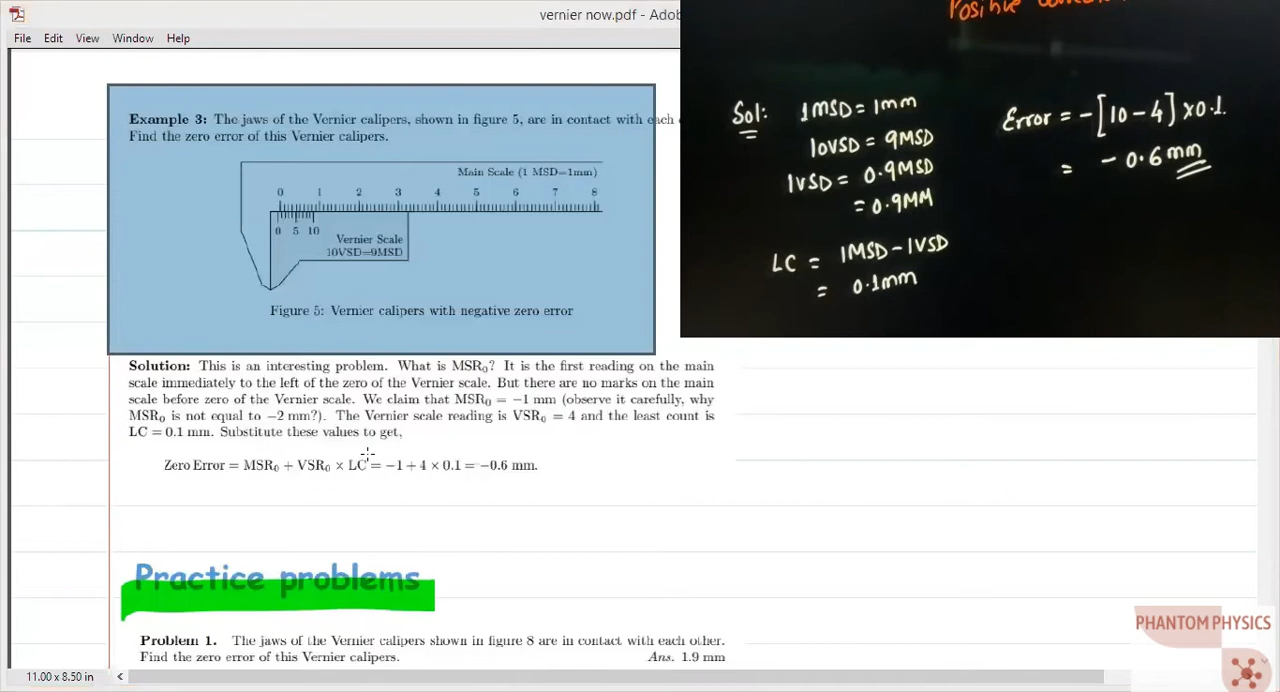 vernier now.pdf - Adob
File Edit View Window Help
Example 3: The jaws of the Vernier calipers, shown in figure 5, are in contact with each o
Find the zero error of this Vernier calipers.
Main Scale (1 MSD=1mm)
0 1 2 3 4 5 6 7 8
0 5 10
Vernier Scale
10VSD=9MSD
Figure 5: Vernier calipers with negative zero error
Positive
Sol: 1MSD = 1mm
10VSD = 9MSD
1VSD = 0.9MSD
= 0.9MM
LC = 1MSD - 1VSD
= 0.1mm
Error = -[10-4] × 0.1
= -0.6 mm
Solution: This is an interesting problem. What is MSR₀? It is the first reading on the main
scale immediately to the left of the zero of the Vernier scale. But there are no marks on the main
scale before zero of the Vernier scale. We claim that MSR₀ = −1 mm (observe it carefully, why
MSR₀ is not equal to −2 mm?). The Vernier scale reading is VSR₀ = 4 and the least count is
LC = 0.1 mm. Substitute these values to get,
Zero Error = MSR₀ + VSR₀ × LC = −1 + 4 × 0.1 = −0.6 mm.
Practice problems
Problem 1. The jaws of the Vernier calipers shown in figure 8 are in contact with each other.
Find the zero error of this Vernier calipers. Ans. 1.9 mm
PHANTOM PHYSICS
11.00 x 8.50 in